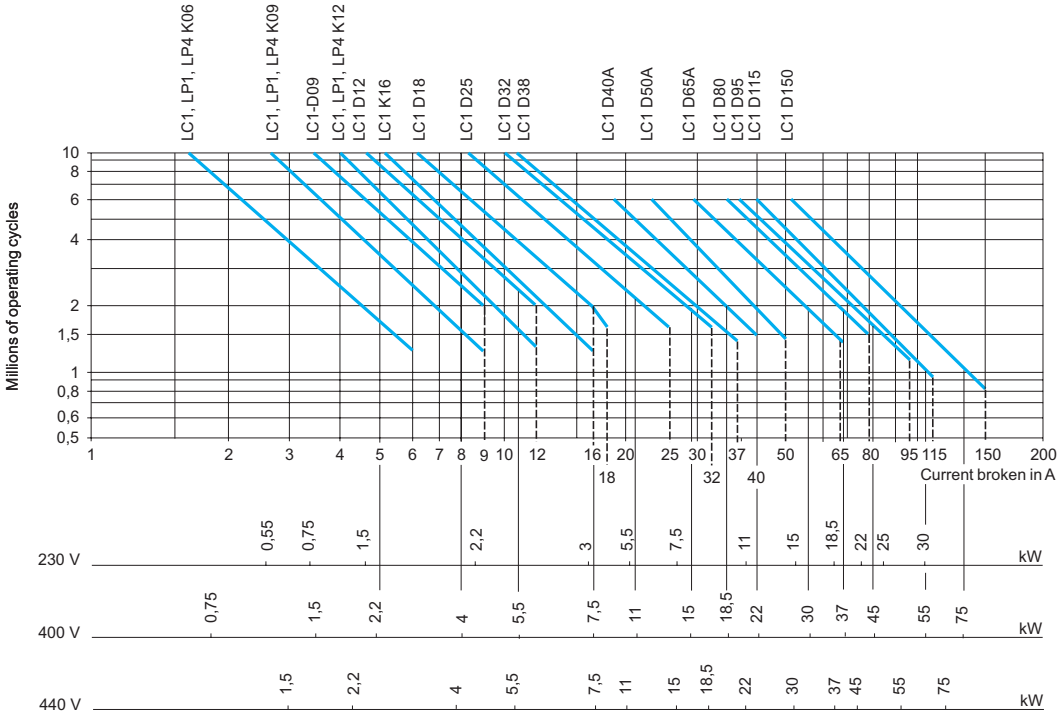 LC1, LP1, LP4 K06
LC1, LP1, LP4 K09
LC1-D09
LC1, LP1, LP4 K12
LC1 D12
LC1 K16
LC1 D18
LC1 D25
LC1 D32
LC1 D38
LC1 D40A
LC1 D50A
LC1 D65A
LC1 D80
LC1 D95
LC1 D115
LC1 D150
Millions of operating cycles
10
8
6
4
2
1,5
1
0,8
0,6
0,5
1 2 3 4 5 6 7 8 9 10 12 16 20 25 30 37 50 65 80 95 115 150 200
18 32 40 Current broken in A
230 V 0,55 0,75 1,5 2,2 3 5,5 7,5 11 15 18,5 22 25 30 kW
400 V 0,75 1,5 2,2 4 5,5 7,5 11 15 18,5 22 30 37 45 55 75 kW
440 V 1,5 2,2 4 5,5 7,5 11 15 18,5 22 30 37 45 55 75 kW